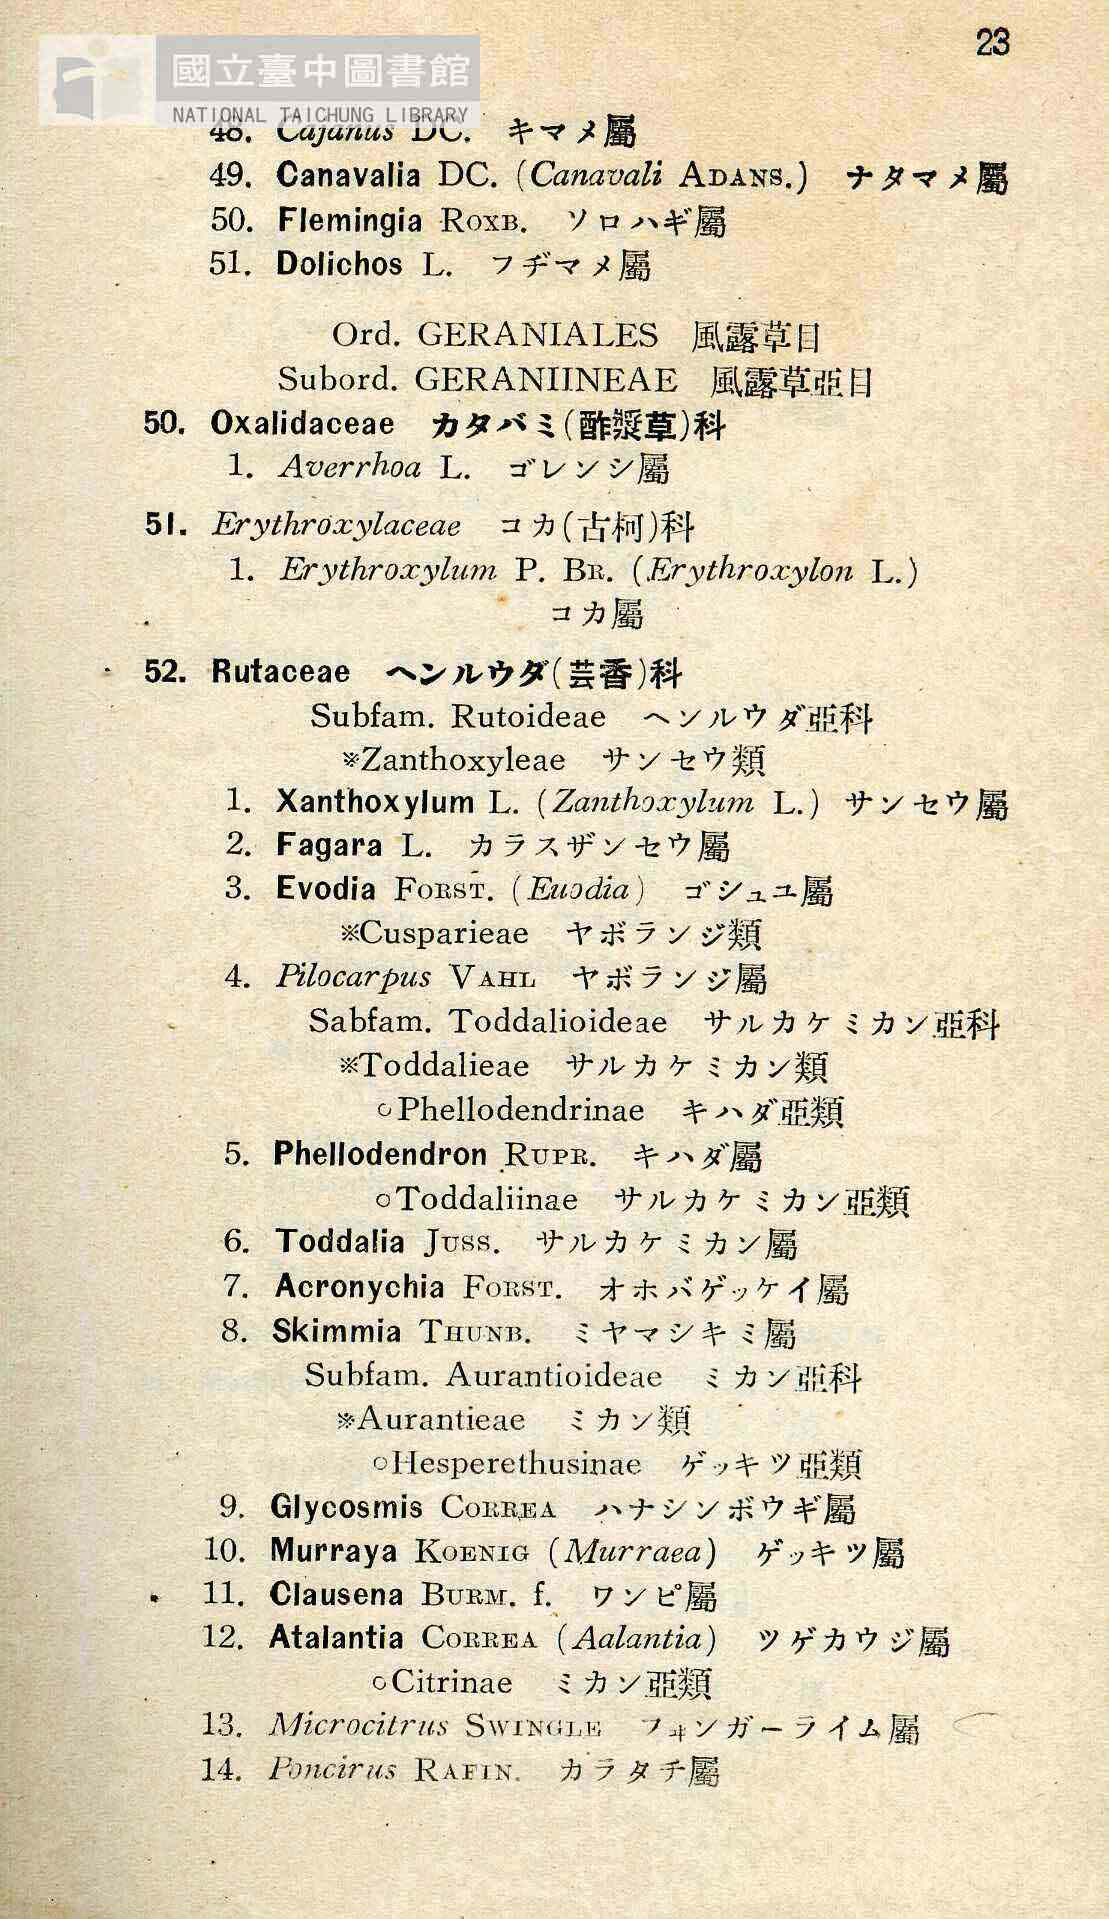 23
國立臺中圖書館
NATIONAL TAICHUNG LIBRARY
48. Cajanus DC. キマメ屬
49. Canavalia DC. (Canavali ADANS.) ナタマメ屬
50. Flemingia ROXB. ソロハギ屬
51. Dolichos L. フヂマメ屬
Ord. GERANIALES 風露草目
Subord. GERANIINEAE 風露草亞目
50. Oxalidaceae カタバミ(酢漿草)科
1. Averrhoa L. ゴレンシ屬
51. Erythroxylaceae コカ(古柯)科
1. Erythroxylum P. BR. (Erythroxylon L.)
コカ屬
52. Rutaceae ヘンルウダ(芸香)科
Subfam. Rutoideae ヘンルウダ亞科
※Zanthoxyleae サンセウ類
1. Xanthoxylum L. (Zanthoxylum L.) サンセウ屬
2. Fagara L. カラスザンセウ屬
3. Evodia FORST. (Euodia) ゴシュユ屬
※Cusparieae ヤボランジ類
4. Pilocarpus VAHL ヤボランジ屬
Sabfam. Toddalioideae サルカケミカン亞科
※Toddalieae サルカケミカン類
○Phellodendrinae キハダ亞類
5. Phellodendron RUPR. キハダ屬
○Toddaliinae サルカケミカン亞類
6. Toddalia JUSS. サルカケミカン屬
7. Acronychia FORST. オホバゲッケイ屬
8. Skimmia THUNB. ミヤマシキミ屬
Subfam. Aurantioideae ミカン亞科
※Aurantieae ミカン類
○Hesperethusinae ゲッキツ亞類
9. Glycosmis CORREA ハナシンボウギ屬
10. Murraya KOENIG (Murraea) ゲッキツ屬
11. Clausena BURM. f. ワンピ屬
12. Atalantia CORREA (Aalantia) ツゲカウジ屬
○Citrinae ミカン亞類
13. Microcitrus SWINGLE フヰンガーライム屬
14. Poncirus RAFIN. カラタチ屬